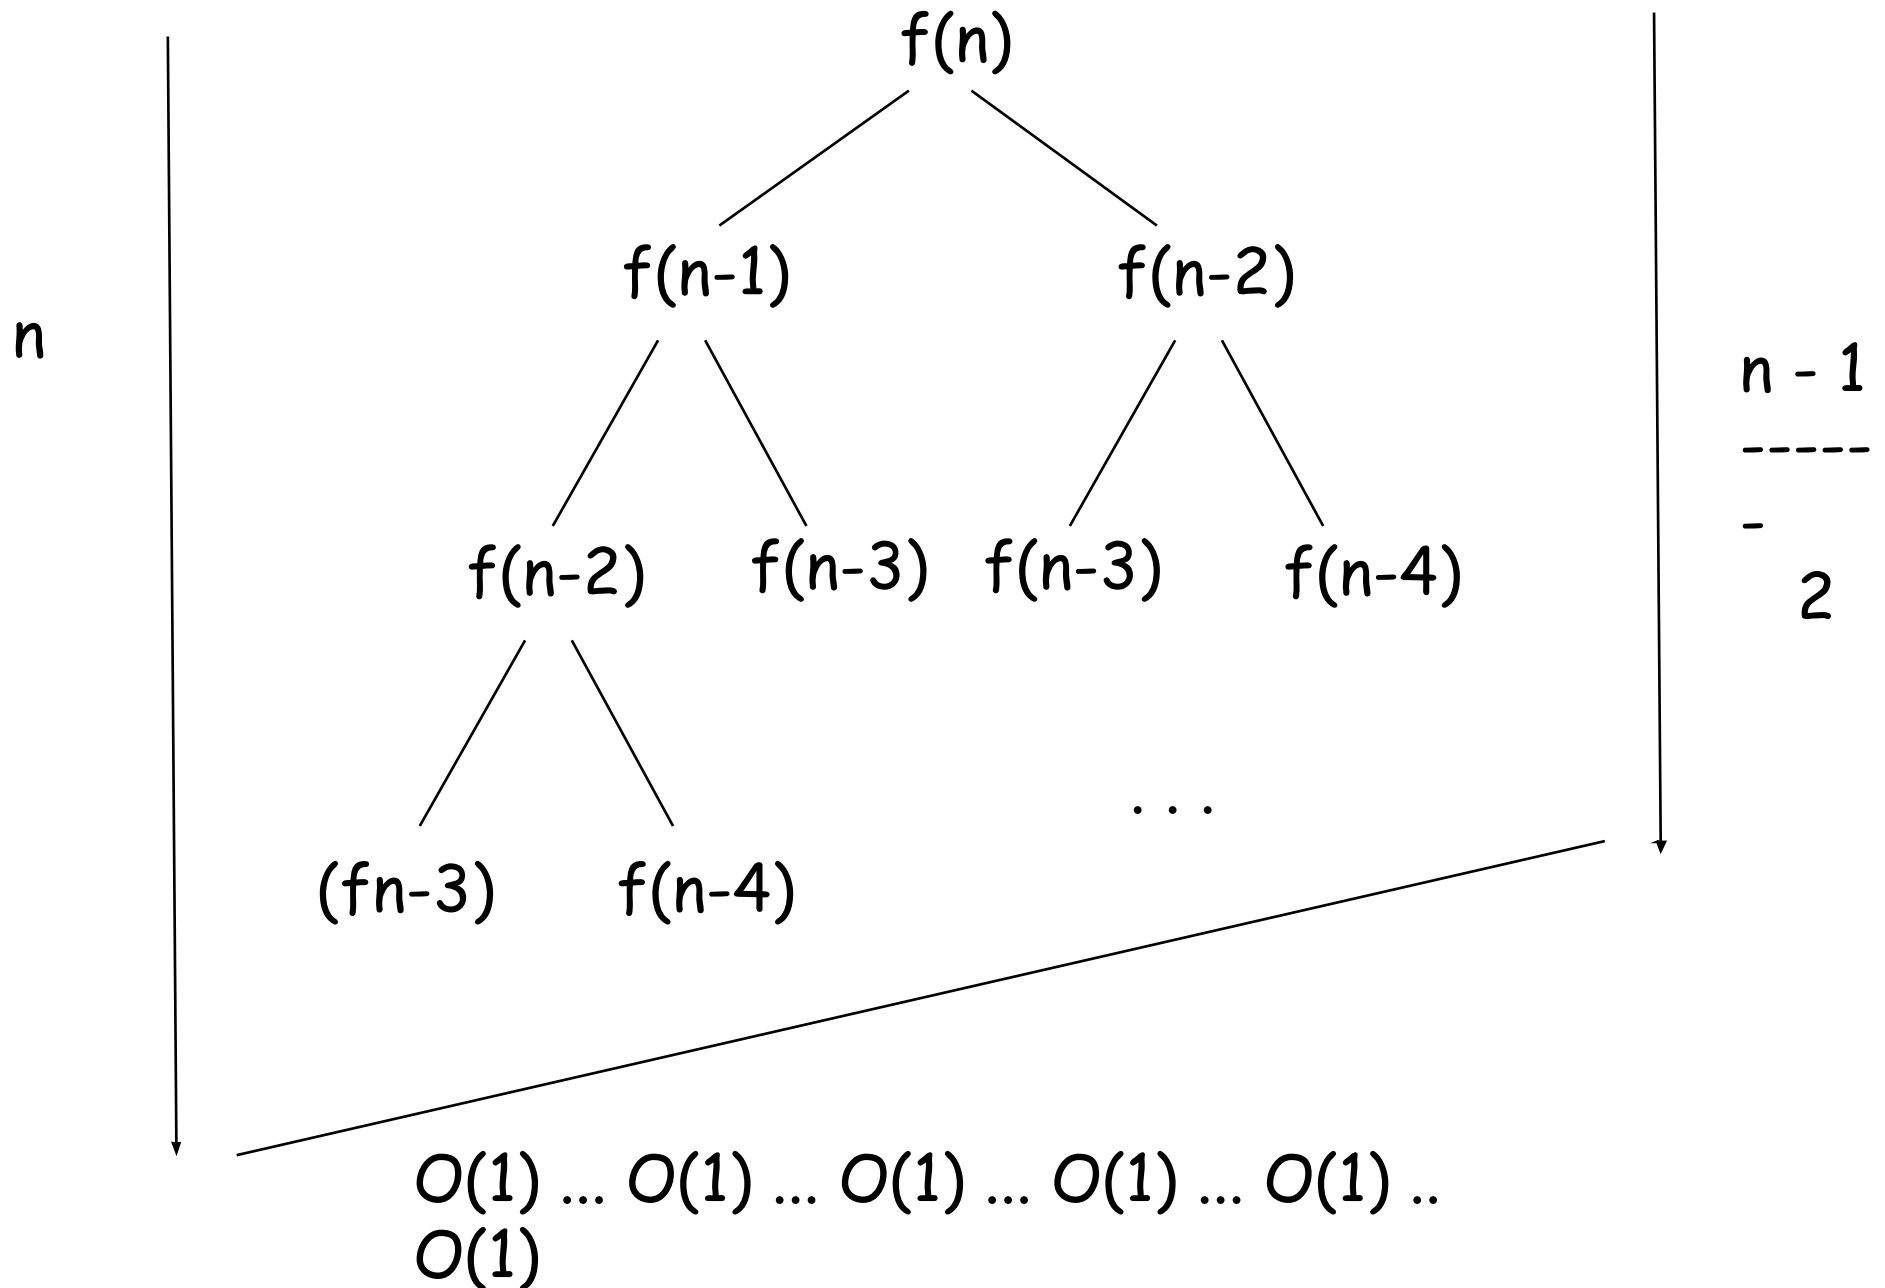 f(n)
f(n-1)
f(n-2)
n
n - 1
-----
-
2
f(n-2)
f(n-3)
f(n-3)
f(n-4)
. . .
(fn-3)
f(n-4)
O(1) ... O(1) ... O(1) ... O(1) ... O(1) ..
O(1)